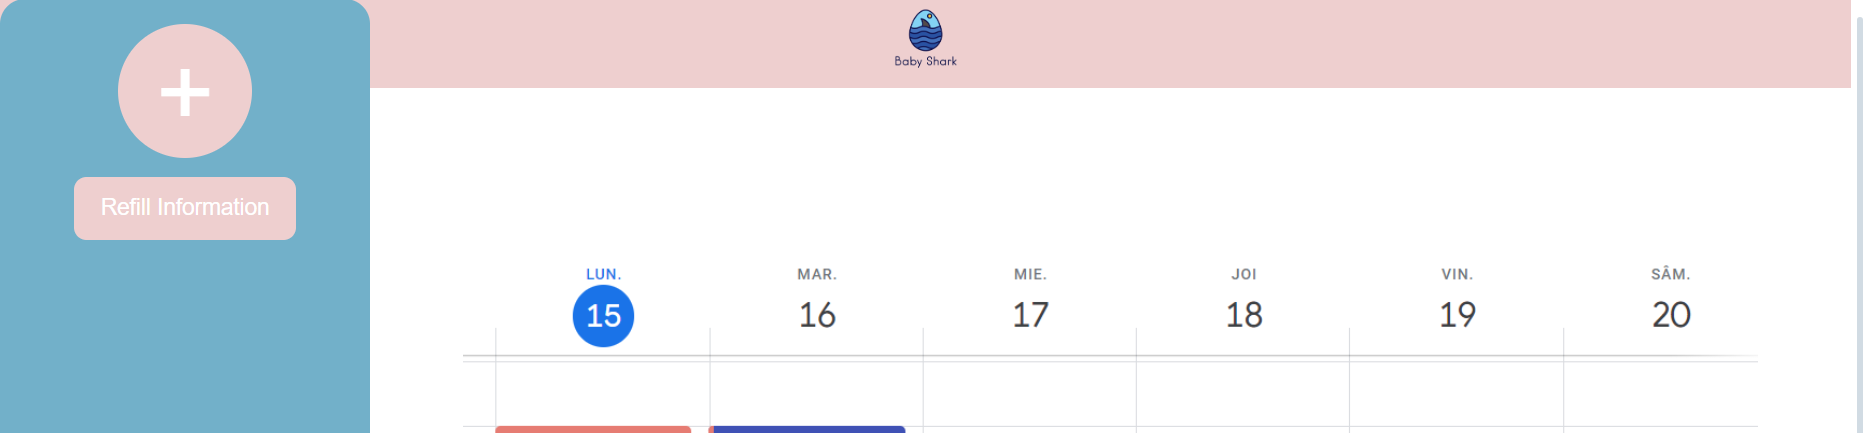 Baby Shark
+
Refill Information
LUN. MAR. MIE. JOI VIN. SÂM.
15 16 17 18 19 20